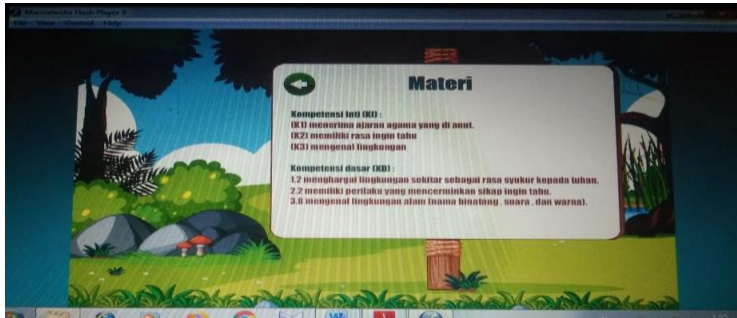 Macromedia Flash Player 8
File View Control Help
Materi
Kompetensi Inti (KI) :
(K1) menerima ajaran agama yang di anut.
(K2) memiliki rasa ingin tahu
(K3) mengenal lingkungan
Kompetensi dasar (KD) :
1.2 menghargai lingkungan sekitar sebagai rasa syukur kepada tuhan.
2.2 memiliki perilaku yang mencerminkan sikap ingin tahu.
3.8 mengenal lingkungan alam (nama binatang , suara , dan warna).